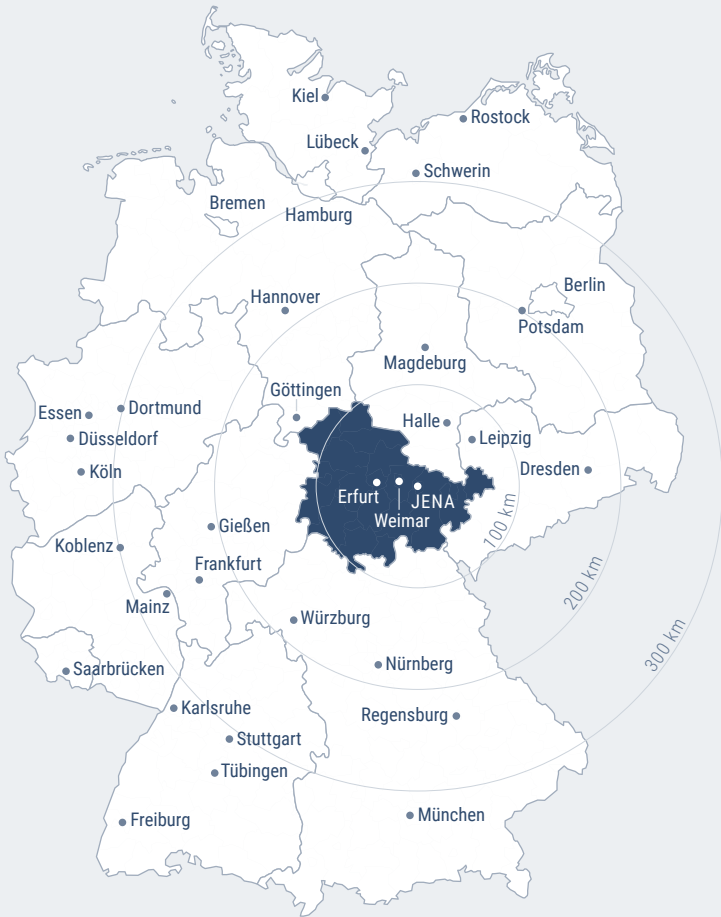 Kiel
Rostock
Lübeck
Schwerin
Bremen
Hamburg
Berlin
Hannover
Potsdam
Magdeburg
Göttingen
Essen
Dortmund
Halle
Leipzig
Düsseldorf
Köln
Dresden
Erfurt
JENA
Weimar
100 km
Gießen
Koblenz
Frankfurt
200 km
Mainz
Würzburg
300 km
Nürnberg
Saarbrücken
Karlsruhe
Regensburg
Stuttgart
Tübingen
München
Freiburg